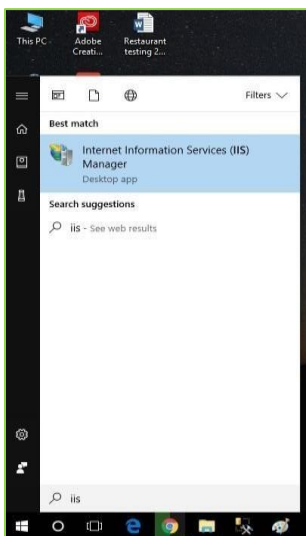 This PC
Adobe
Creati...
Restaurant
testing 2...
Filters
Best match
Internet Information Services (IIS)
Manager
Desktop app
Search suggestions
iis - See web results
iis